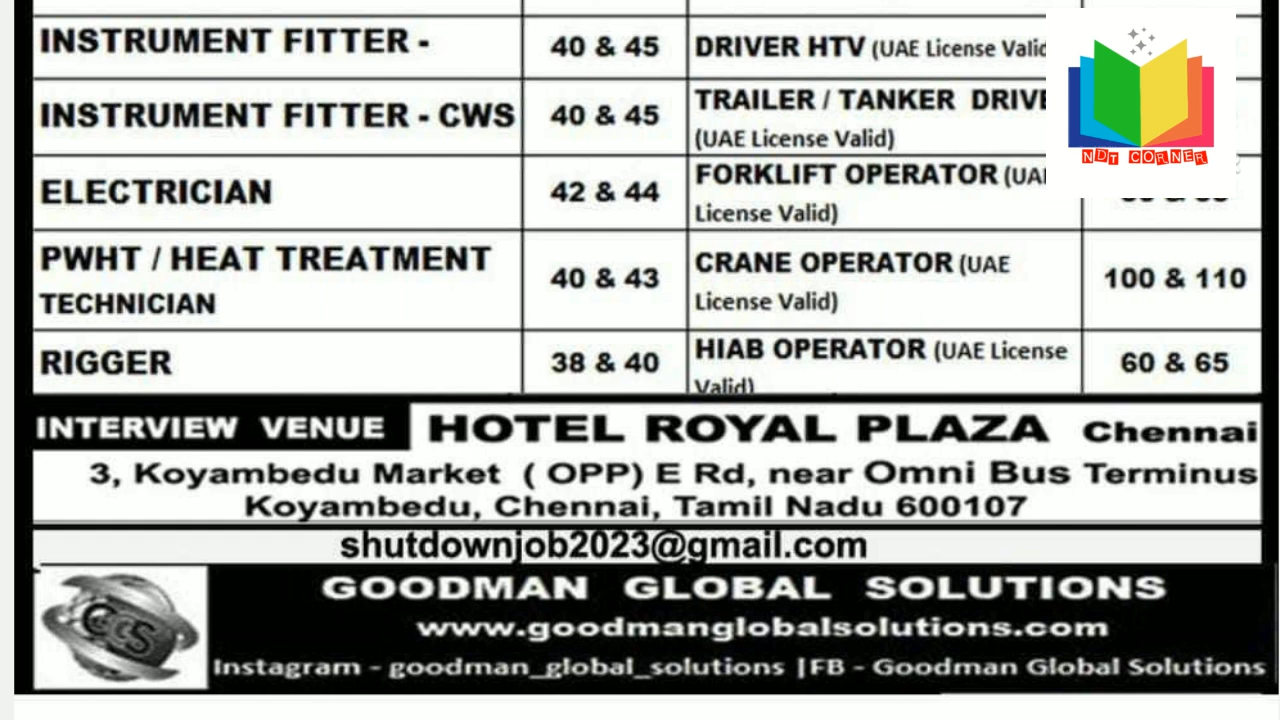 INSTRUMENT FITTER - 40 & 45 DRIVER HTV (UAE License Valid
INSTRUMENT FITTER - CWS 40 & 45 TRAILER / TANKER DRIVE
(UAE License Valid)
ELECTRICIAN 42 & 44 FORKLIFT OPERATOR (UAE
License Valid)
PWHT / HEAT TREATMENT
TECHNICIAN 40 & 43 CRANE OPERATOR (UAE
License Valid) 100 & 110
RIGGER 38 & 40 HIAB OPERATOR (UAE License
Valid) 60 & 65
NDT CORNER
INTERVIEW VENUE HOTEL ROYAL PLAZA Chennai
3, Koyambedu Market ( OPP) E Rd, near Omni Bus Terminus
Koyambedu, Chennai, Tamil Nadu 600107
shutdownjob2023@gmail.com
GGS
GOODMAN GLOBAL SOLUTIONS
www.goodmanglobalsolutions.com
Instagram - goodman_global_solutions |FB - Goodman Global Solutions